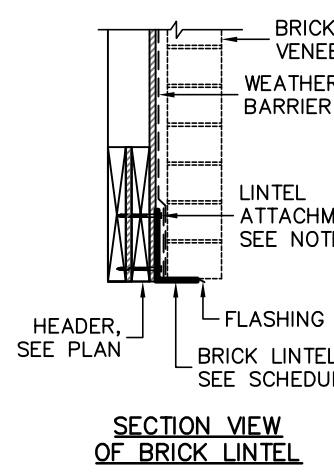 BRICK
VENEE
WEATHER
BARRIER
LINTEL
ATTACHM
SEE NOTE
FLASHING
HEADER,
SEE PLAN
BRICK LINTEL
SEE SCHEDU
SECTION VIEW
OF BRICK LINTEL